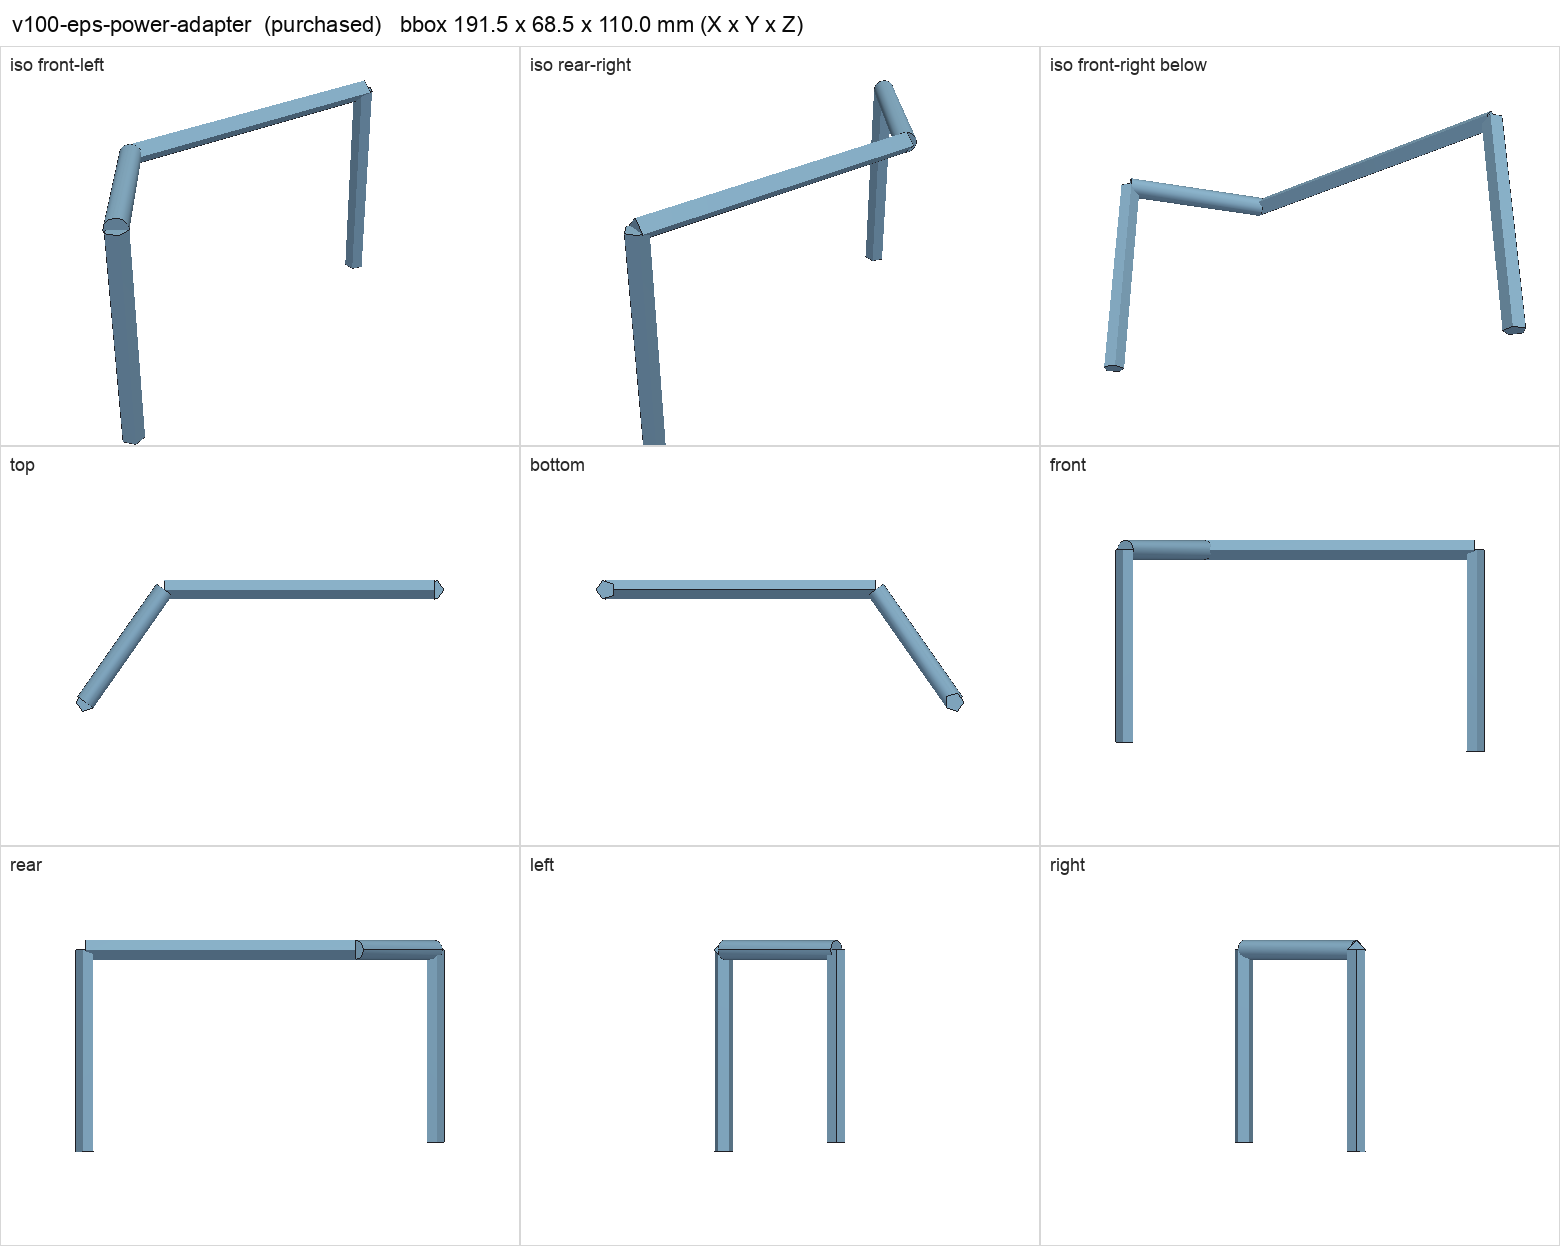 v100-eps-power-adapter (purchased) bbox 191.5 x 68.5 x 110.0 mm (X x Y x Z)
iso front-left
iso rear-right
iso front-right below
top
bottom
front
rear
left
right